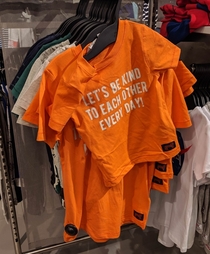 LET'S BE KIND
TO EACH OTHER
EVERY DAY!